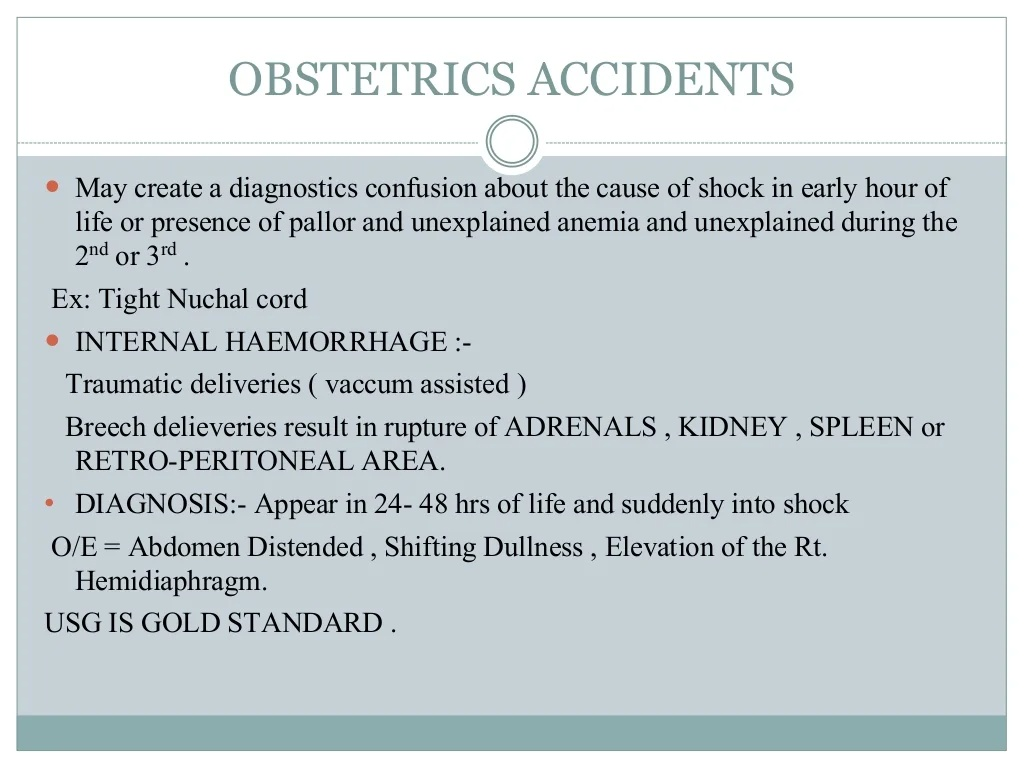 OBSTETRICS ACCIDENTS
• May create a diagnostics confusion about the cause of shock in early hour of
life or presence of pallor and unexplained anemia and unexplained during the
2nd or 3rd .
Ex: Tight Nuchal cord
• INTERNAL HAEMORRHAGE :-
Traumatic deliveries ( vaccum assisted )
Breech delieveries result in rupture of ADRENALS , KIDNEY , SPLEEN or
RETRO-PERITONEAL AREA.
• DIAGNOSIS:- Appear in 24- 48 hrs of life and suddenly into shock
O/E = Abdomen Distended , Shifting Dullness , Elevation of the Rt.
Hemidiaphragm.
USG IS GOLD STANDARD .